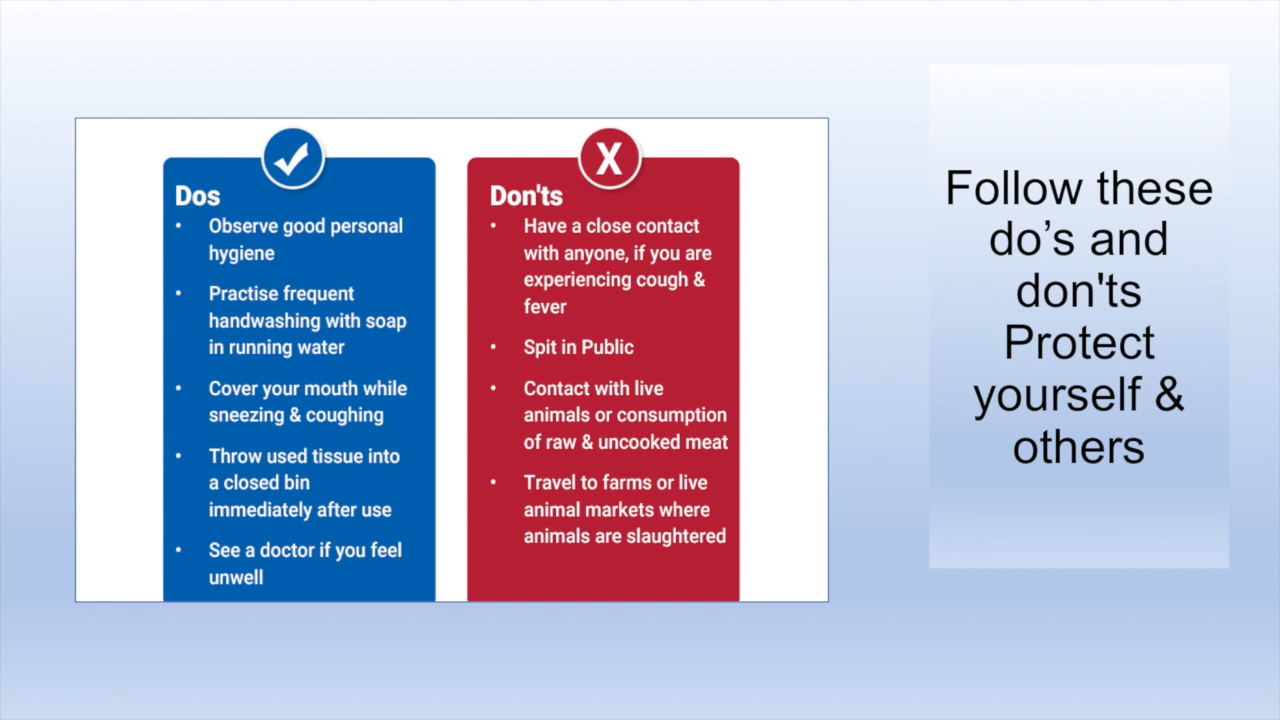 Dos
• Observe good personal
hygiene
• Practise frequent
handwashing with soap
in running water
• Cover your mouth while
sneezing & coughing
• Throw used tissue into
a closed bin
immediately after use
• See a doctor if you feel
unwell
X
Don'ts
• Have a close contact
with anyone, if you are
experiencing cough &
fever
• Spit in Public
• Contact with live
animals or consumption
of raw & uncooked meat
• Travel to farms or live
animal markets where
animals are slaughtered
Follow these
do’s and
don'ts
Protect
yourself &
others